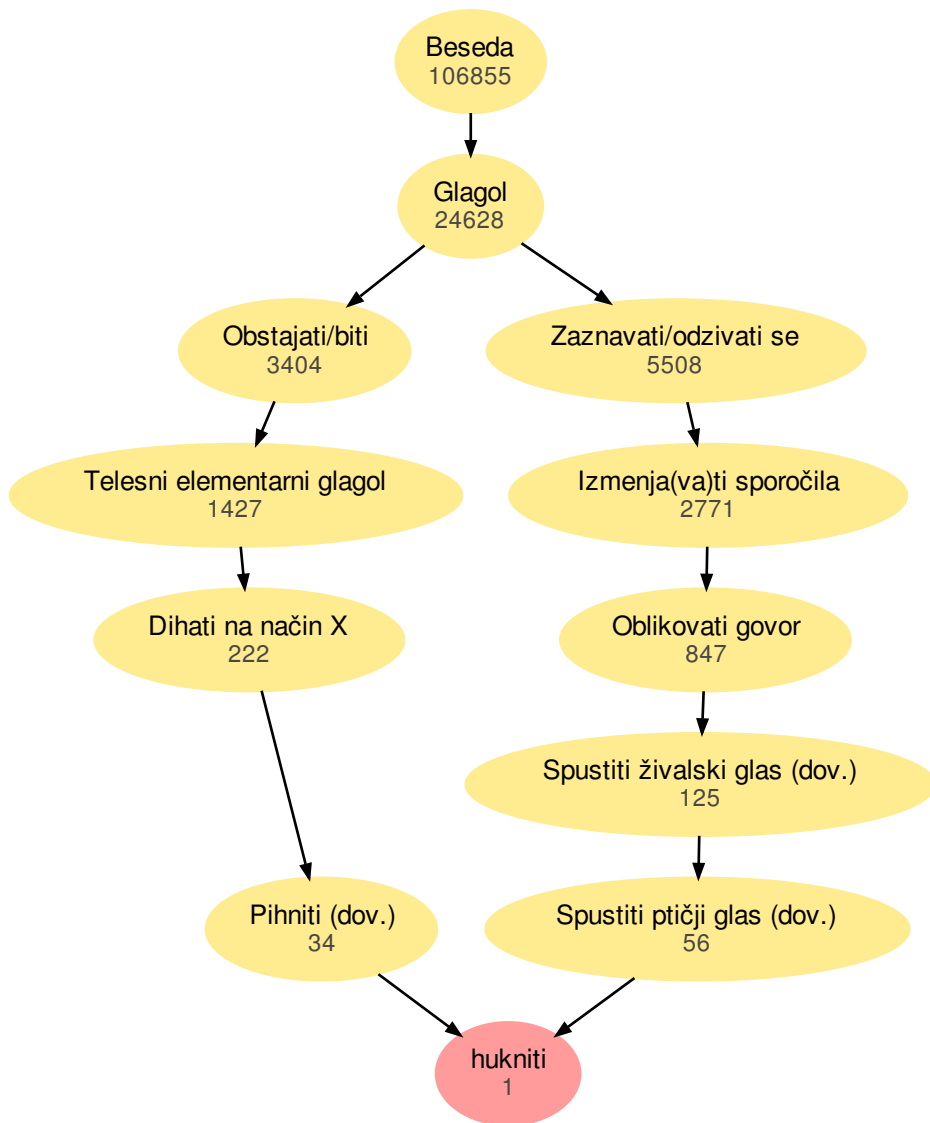 Beseda
106855
Glagol
24628
Obstajati/biti
3404
Zaznavati/odzivati se
5508
Telesni elementarni glagol
1427
Izmenja(va)ti sporočila
2771
Dihati na način X
222
Oblikovati govor
847
Spustiti živalski glas (dov.)
125
Pihniti (dov.)
34
Spustiti ptičji glas (dov.)
56
hukniti
1